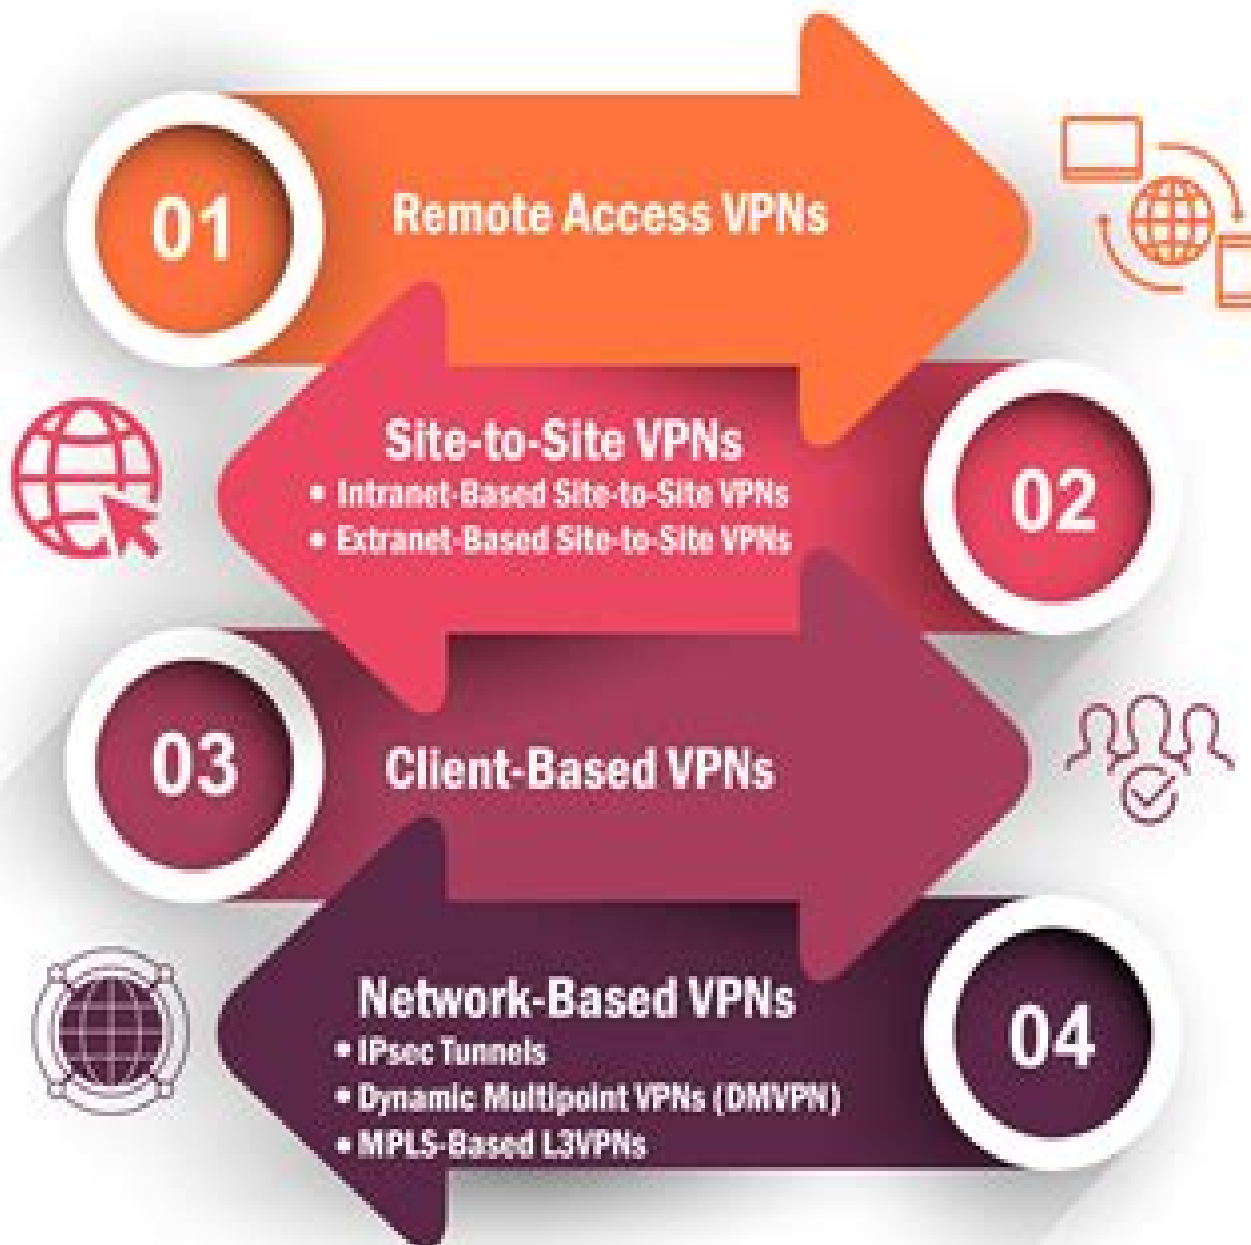 01
Remote Access VPNs
Site-to-Site VPNs
• Intranet-Based Site-to-Site VPNs
• Extranet-Based Site-to-Site VPNs
02
03
Client-Based VPNs
Network-Based VPNs
• IPsec Tunnels
• Dynamic Multipoint VPNs (DMVPN)
• MPLS-Based L3VPNs
04